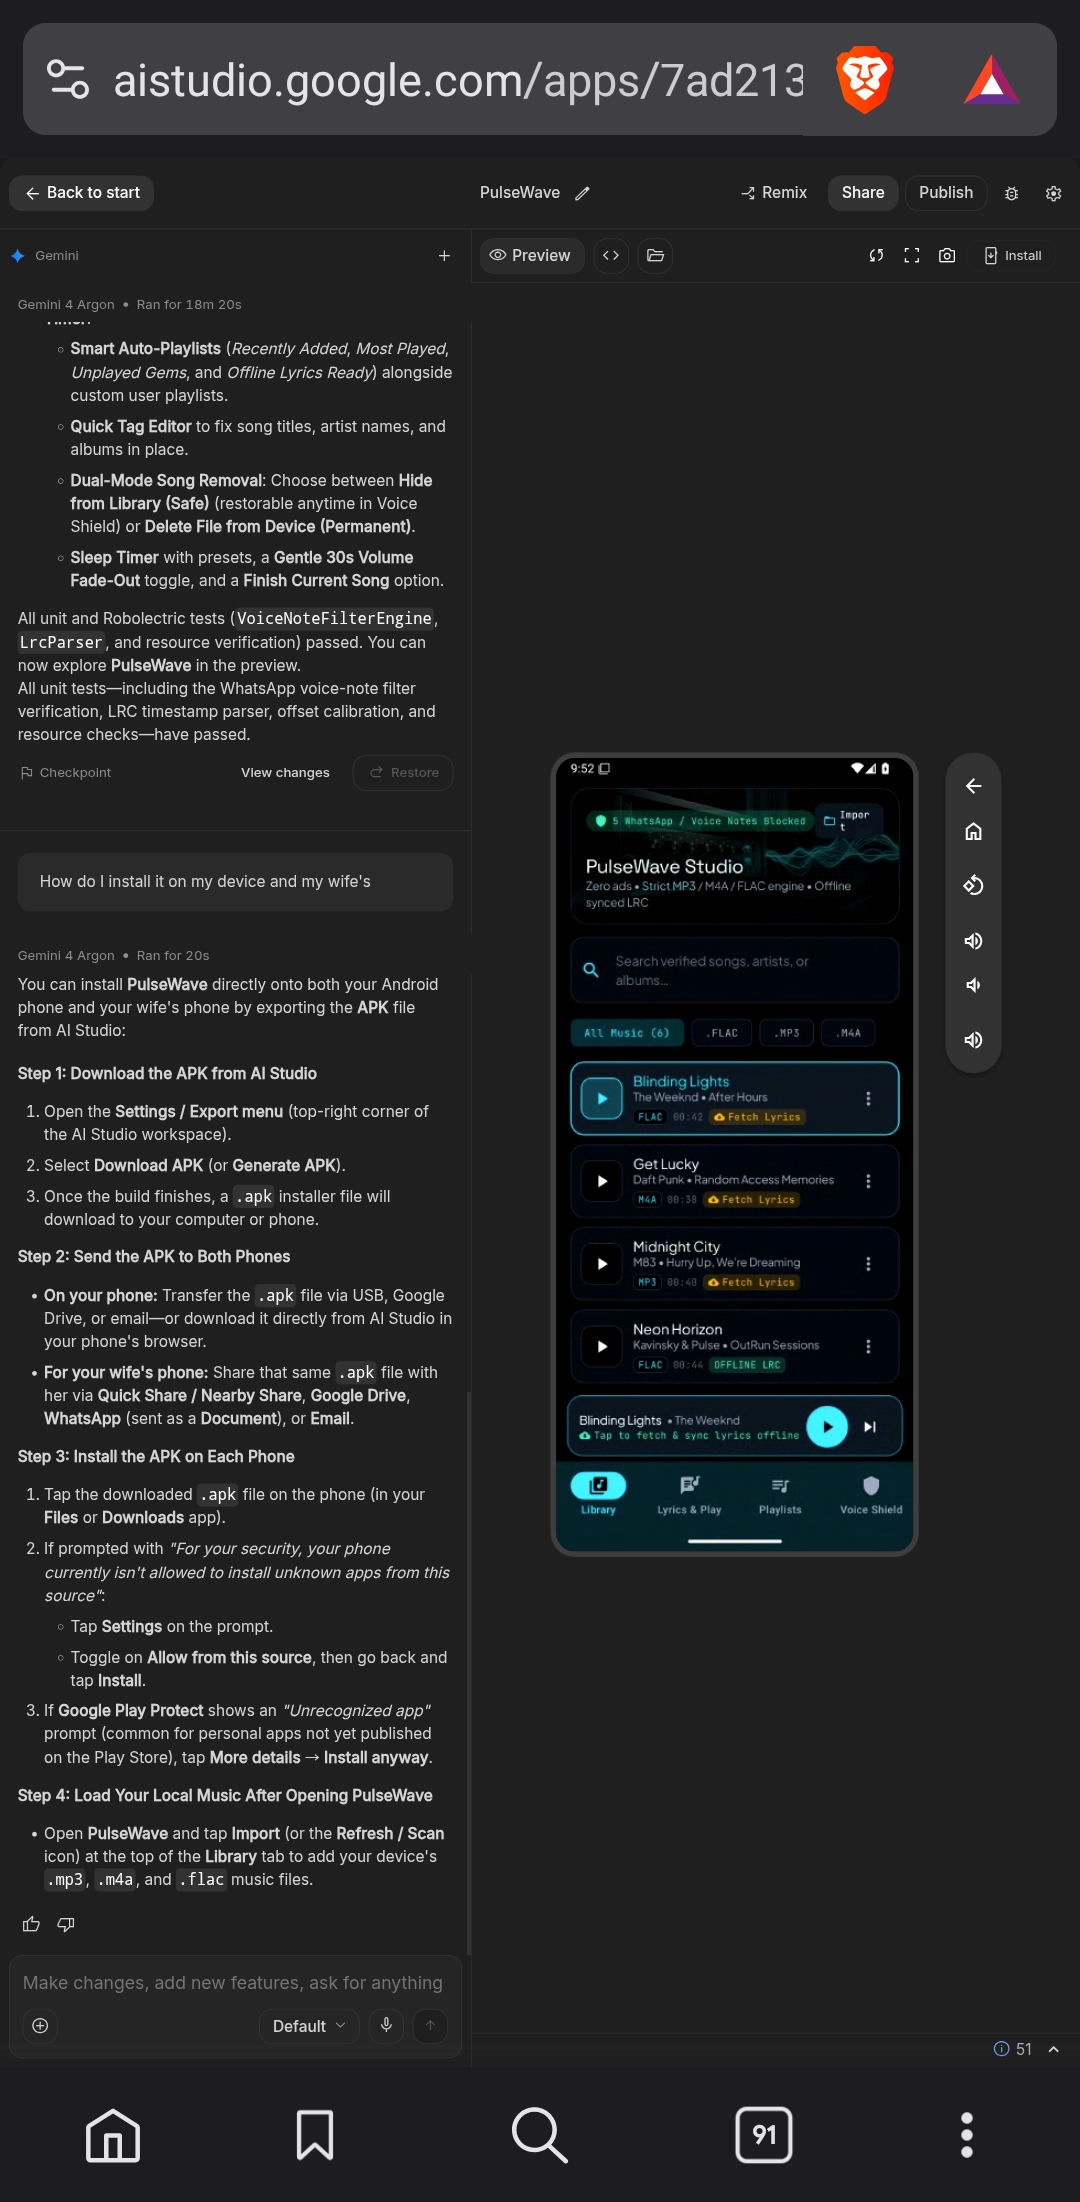 aistudio.google.com/apps/7ad213
Back to start
PulseWave
Remix
Share
Publish
Gemini
Preview
Install
Gemini 4 Argon • Ran for 18m 20s
Timer:
Smart Auto-Playlists (Recently Added, Most Played,
Unplayed Gems, and Offline Lyrics Ready) alongside
custom user playlists.
Quick Tag Editor to fix song titles, artist names, and
albums in place.
Dual-Mode Song Removal: Choose between Hide
from Library (Safe) (restorable anytime in Voice
Shield) or Delete File from Device (Permanent).
Sleep Timer with presets, a Gentle 30s Volume
Fade-Out toggle, and a Finish Current Song option.
All unit and Robolectric tests (VoiceNoteFilterEngine,
LrcParser, and resource verification) passed. You can
now explore PulseWave in the preview.
All unit tests—including the WhatsApp voice-note filter
verification, LRC timestamp parser, offset calibration, and
resource checks—have passed.
Checkpoint
View changes
Restore
How do I install it on my device and my wife's
Gemini 4 Argon • Ran for 20s
You can install PulseWave directly onto both your Android
phone and your wife's phone by exporting the APK file
from AI Studio:
Step 1: Download the APK from AI Studio
1. Open the Settings / Export menu (top-right corner of
the AI Studio workspace).
2. Select Download APK (or Generate APK).
3. Once the build finishes, a .apk installer file will
download to your computer or phone.
Step 2: Send the APK to Both Phones
• On your phone: Transfer the .apk file via USB, Google
Drive, or email—or download it directly from AI Studio in
your phone's browser.
• For your wife's phone: Share that same .apk file with
her via Quick Share / Nearby Share, Google Drive,
WhatsApp (sent as a Document), or Email.
Step 3: Install the APK on Each Phone
1. Tap the downloaded .apk file on the phone (in your
Files or Downloads app).
2. If prompted with "For your security, your phone
currently isn't allowed to install unknown apps from this
source":
Tap Settings on the prompt.
Toggle on Allow from this source, then go back and
tap Install.
3. If Google Play Protect shows an "Unrecognized app"
prompt (common for personal apps not yet published
on the Play Store), tap More details → Install anyway.
Step 4: Load Your Local Music After Opening PulseWave
• Open PulseWave and tap Import (or the Refresh / Scan
icon) at the top of the Library tab to add your device's
.mp3, .m4a, and .flac music files.
Make changes, add new features, ask for anything
Default
9:52
5 WhatsApp / Voice Notes Blocked
Impor
t
PulseWave Studio
Zero ads • Strict MP3 / M4A / FLAC engine • Offline
synced LRC
Search verified songs, artists, or
albums...
All Music (6)
.FLAC
.MP3
.M4A
Blinding Lights
The Weeknd • After Hours
FLAC 00:42 Fetch Lyrics
Get Lucky
Daft Punk • Random Access Memories
M4A 00:38 Fetch Lyrics
Midnight City
M83 • Hurry Up, We're Dreaming
MP3 00:40 Fetch Lyrics
Neon Horizon
Kavinsky & Pulse • OutRun Sessions
FLAC 00:44 OFFLINE LRC
Blinding Lights • The Weeknd
Tap to fetch & sync lyrics offline
Library
Lyrics & Play
Playlists
Voice Shield
51
91